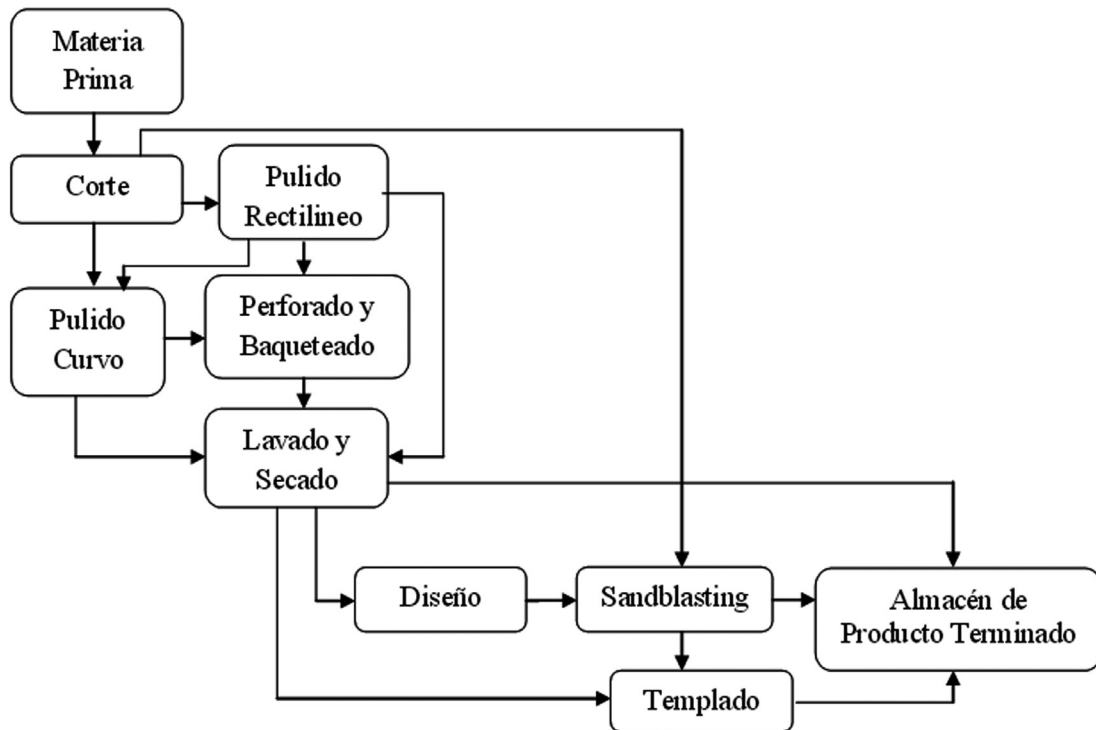 Materia
Prima
Corte
Pulido
Rectilineo
Pulido
Curvo
Perforado y
Baqueteado
Lavado y
Secado
Diseño
Sandblasting
Almacén de
Producto Terminado
Templado